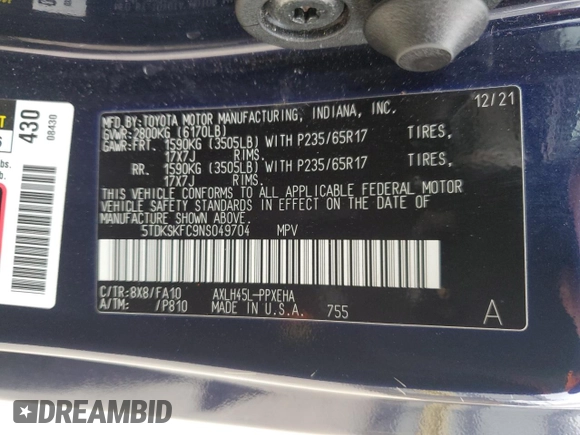 MFD. BY: TOYOTA MOTOR MANUFACTURING, INDIANA, INC. 12/21
GVWR: 2800KG (6170LB)
GAWR: FRT. 1590KG (3505LB) WITH P235/65R17 TIRES,
17X7J RIMS.
RR. 1590KG (3505LB) WITH P235/65R17 TIRES,
17X7J RIMS.
THIS VEHICLE CONFORMS TO ALL APPLICABLE FEDERAL MOTOR
VEHICLE SAFETY STANDARDS IN EFFECT ON THE DATE OF
MANUFACTURE SHOWN ABOVE.
5TDKSKFC9NS049704 MPV
C/TR: 8X8/FA10 AXLH45L-PPXEHA
A/TM: /P810 MADE IN U.S.A. 755 A
430
08430
lbs.
lb.
DREAMBID